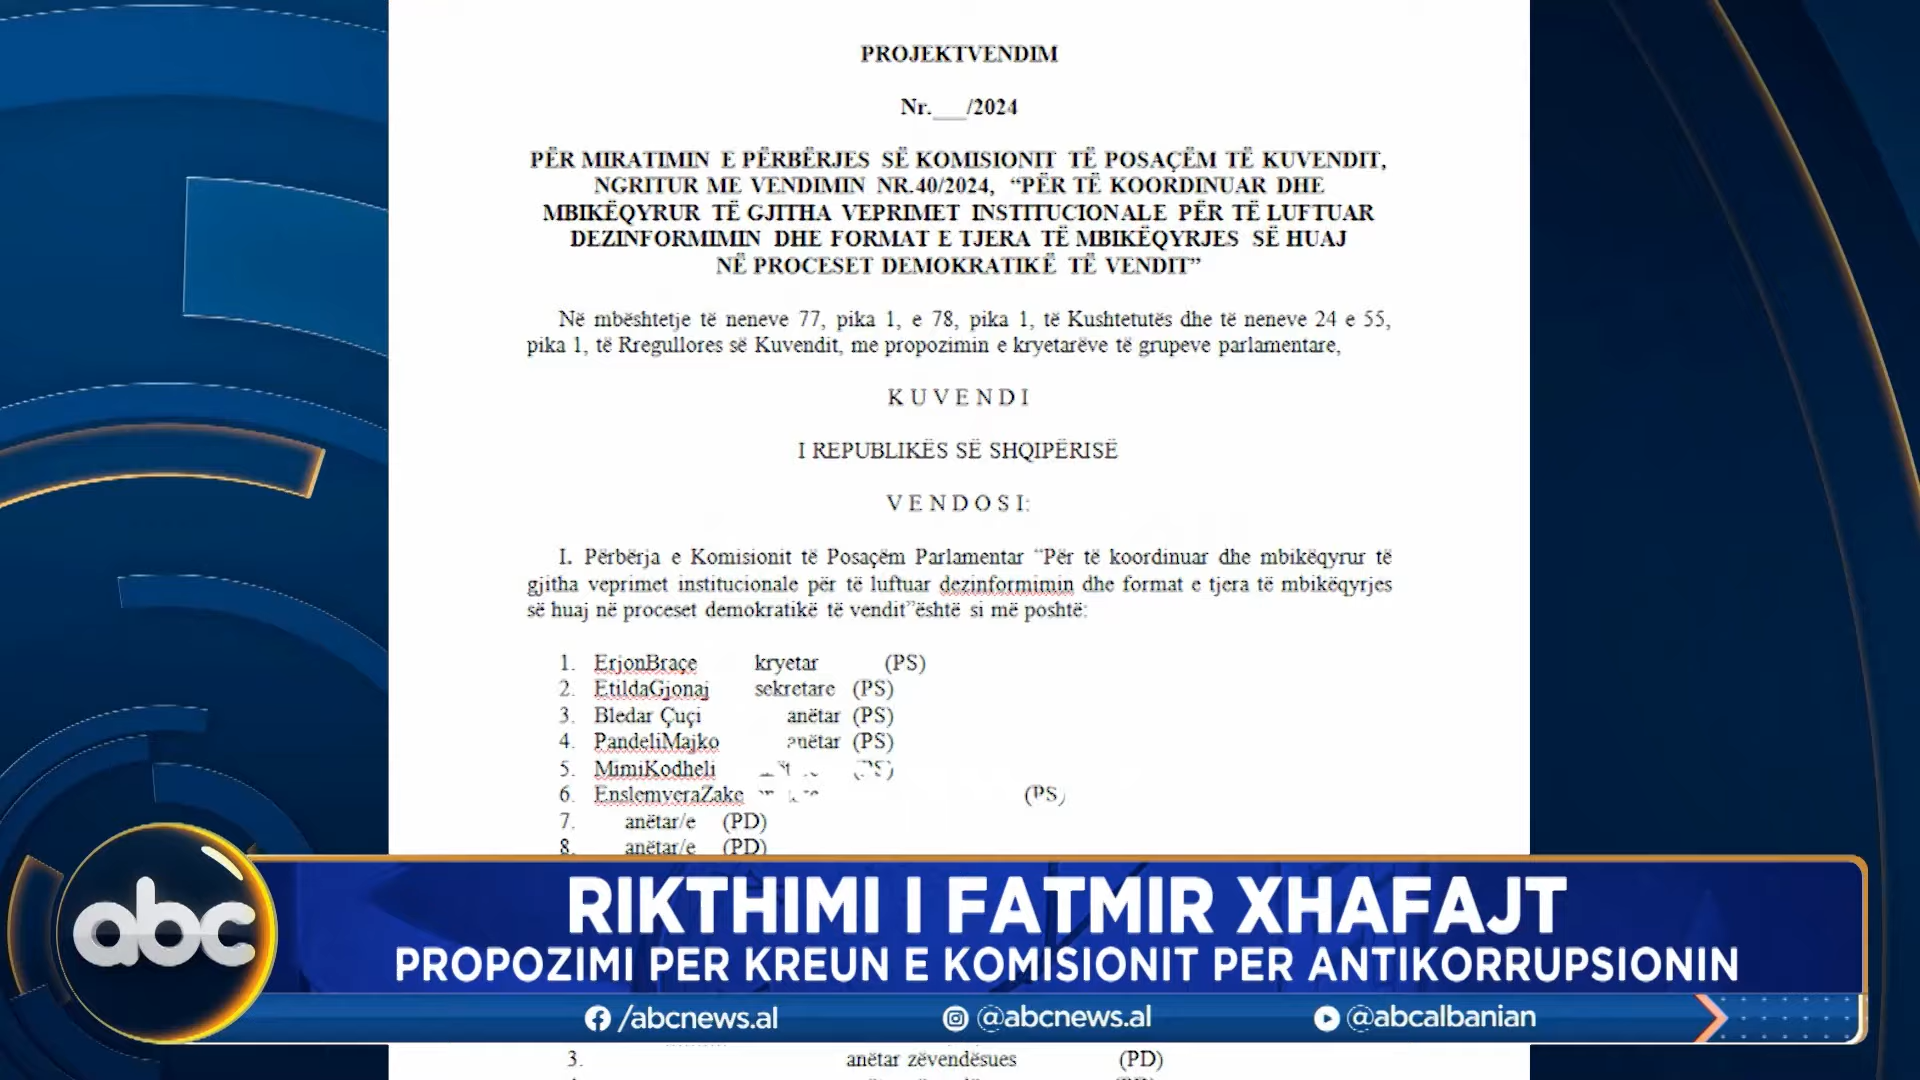 PROJEKTVENDIM
Nr.___/2024
PËR MIRATIMIN E PËRBËRJES SË KOMISIONIT TË POSAÇËM TË KUVENDIT,
NGRITUR ME VENDIMIN NR.40/2024, “PËR TË KOORDINUAR DHE
MBIKËQYRUR TË GJITHA VEPRIMET INSTITUCIONALE PËR TË LUFTUAR
DEZINFORMIMIN DHE FORMAT E TJERA TË MBIKËQYRJES SË HUAJ
NË PROCESET DEMOKRATIKË TË VENDIT”
Në mbështetje të neneve 77, pika 1, e 78, pika 1, të Kushtetutës dhe të neneve 24 e 55,
pika 1, të Rregullores së Kuvendit, me propozimin e kryetarëve të grupeve parlamentare,
K U V E N D I
I REPUBLIKËS SË SHQIPËRISË
V E N D O S I:
I. Përbërja e Komisionit të Posaçëm Parlamentar “Për të koordinuar dhe mbikëqyrur të
gjitha veprimet institucionale për të luftuar dezinformimin dhe format e tjera të mbikëqyrjes
së huaj në proceset demokratikë të vendit”është si më poshtë:
1. ErjonBraçe kryetar (PS)
2. EtildaGjonaj sekretare (PS)
3. Bledar Çuçi anëtar (PS)
4. PandeliMajko anëtar (PS)
5. MimiKodheli (PS)
6. EnslemveraZake (PS)
7. anëtar/e (PD)
8. anëtar/e (PD)
abc
RIKTHIMI I FATMIR XHAFAJT
PROPOZIMI PER KREUN E KOMISIONIT PER ANTIKORRUPSIONIN
/abcnews.al @abcnews.al @abcalbanian
3. anëtar zëvendësues (PD)